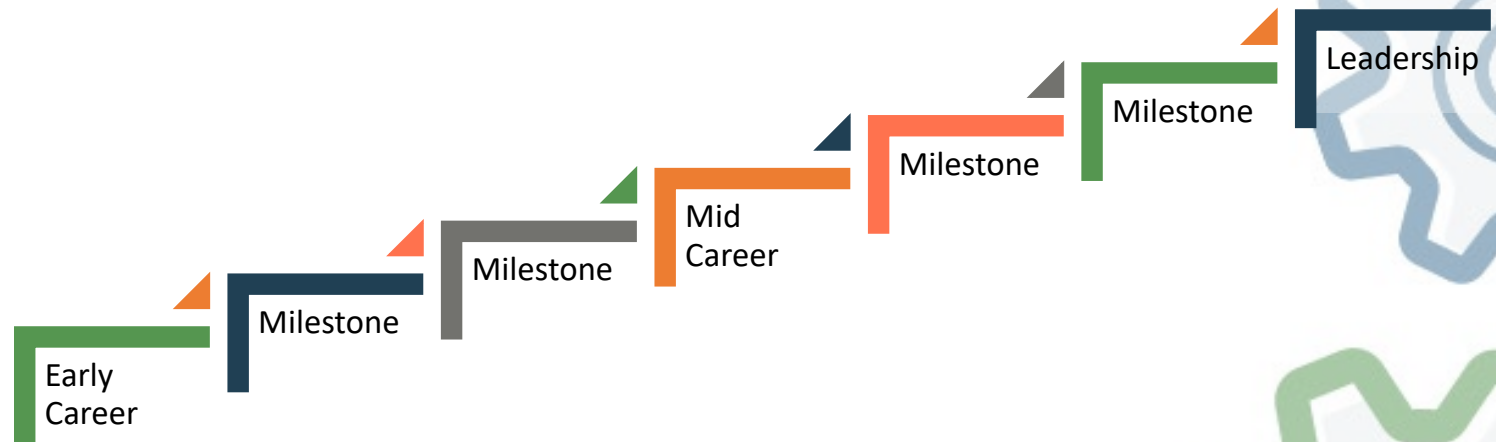 Early
Career
Milestone
Milestone
Mid
Career
Milestone
Milestone
Leadership